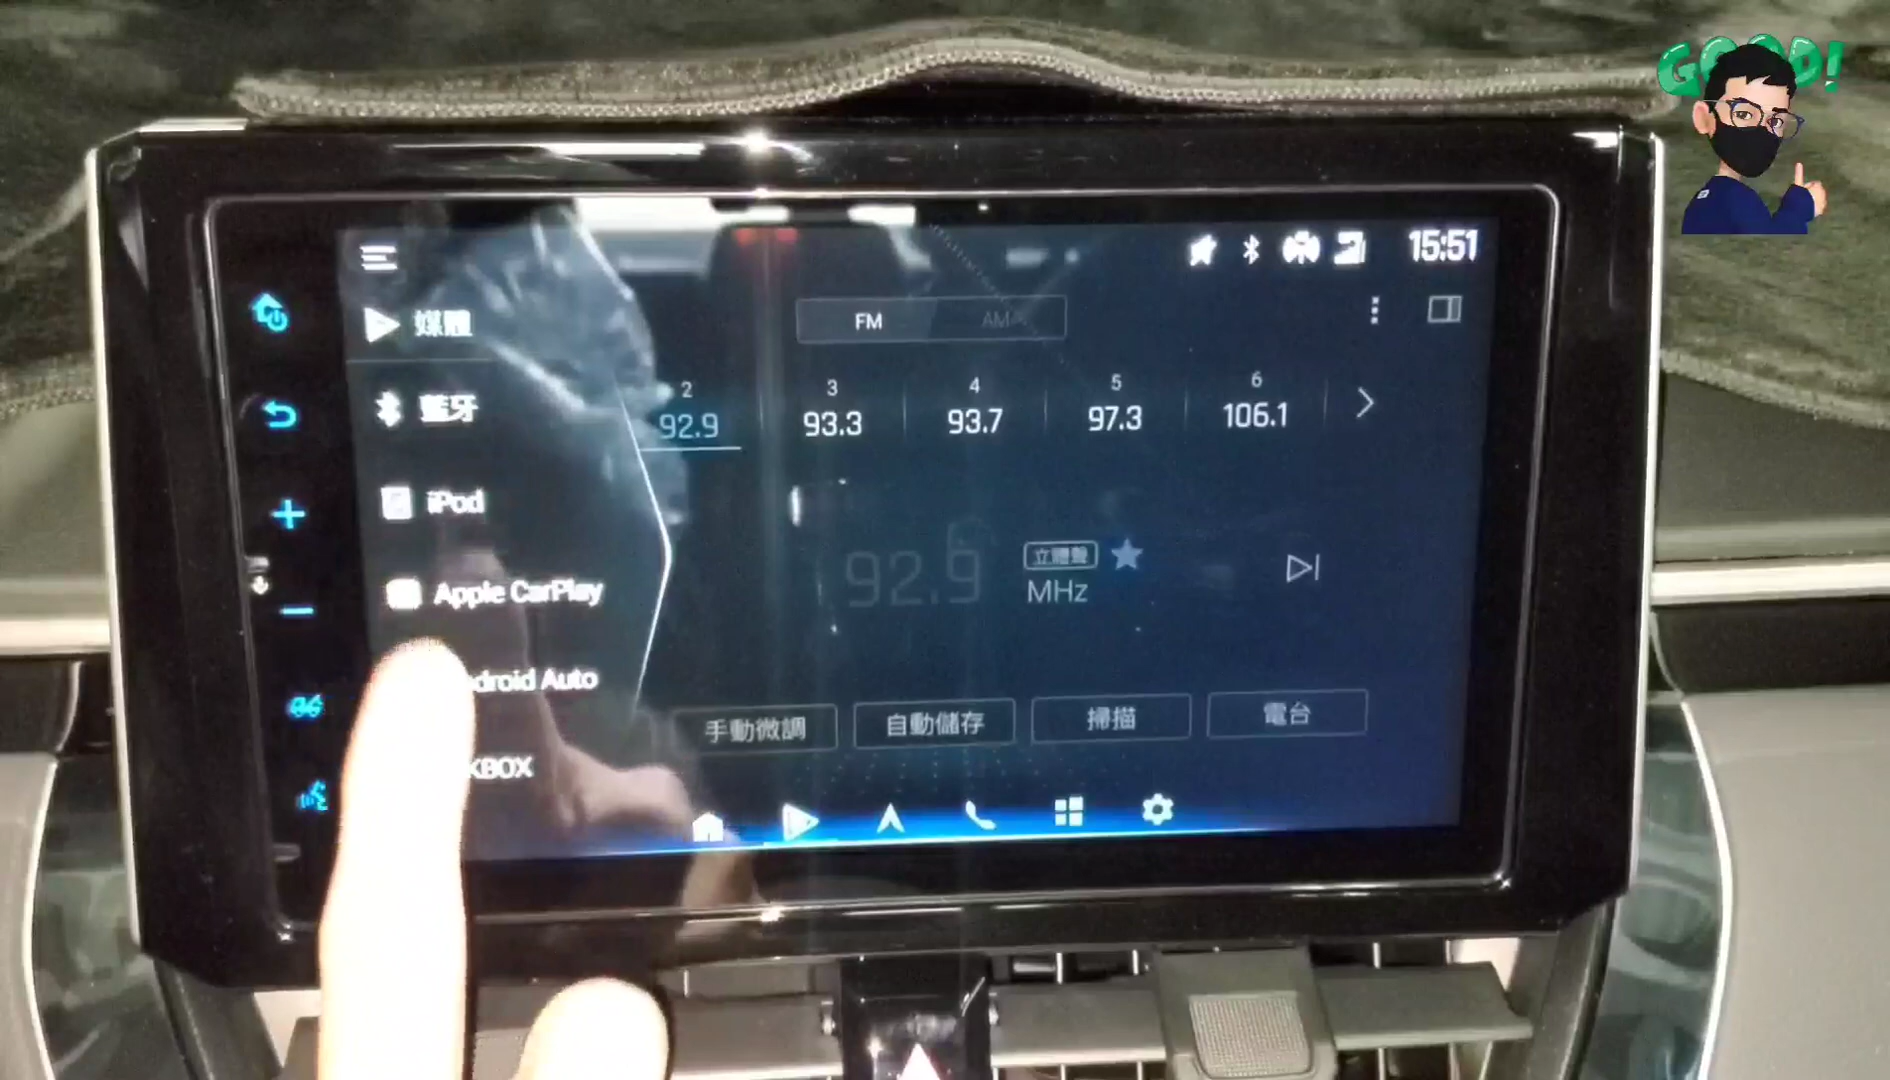 GOOD!
15:51
媒體
FM
AM
藍牙
2
3
4
5
6
92.9
93.3
93.7
97.3
106.1
iPod
92.9
立體聲
MHz
Apple CarPlay
droid Auto
手動微調
自動儲存
掃描
電台
KBOX